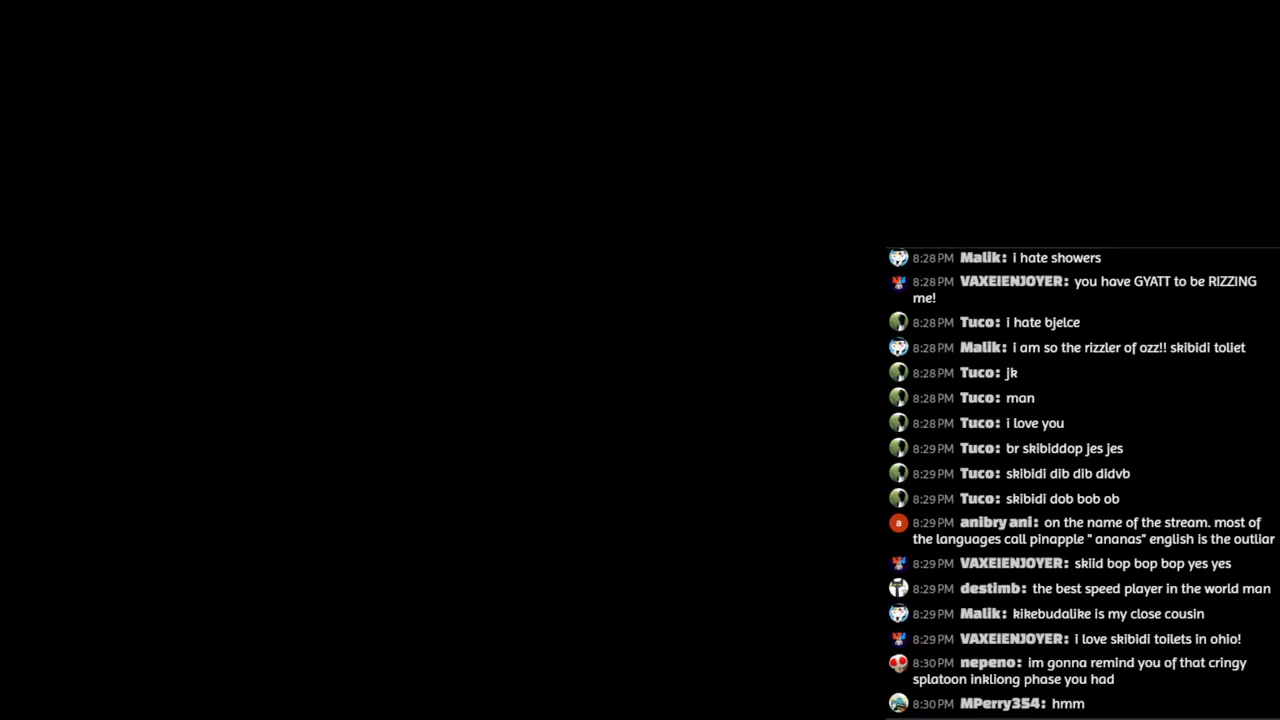 8:28 PM Malik: i hate showers
8:28 PM VAXEIENJOYER: you have GYATT to be RIZZING
me!
8:28 PM Tuco: i hate bjelce
8:28 PM Malik: i am so the rizzler of ozz!! skibidi toliet
8:28 PM Tuco: jk
8:28 PM Tuco: man
8:28 PM Tuco: i love you
8:29 PM Tuco: br skibiddop jes jes
8:29 PM Tuco: skibidi dib dib didvb
8:29 PM Tuco: skibidi dob bob ob
a 8:29 PM anibry ani: on the name of the stream. most of
the languages call pinapple " ananas" english is the outliar
8:29 PM VAXEIENJOYER: skiid bop bop bop yes yes
8:29 PM destimb: the best speed player in the world man
8:29 PM Malik: kikebudalike is my close cousin
8:29 PM VAXEIENJOYER: i love skibidi toilets in ohio!
8:30 PM nepeno: im gonna remind you of that cringy
splatoon inkliong phase you had
8:30 PM MPerry354: hmm